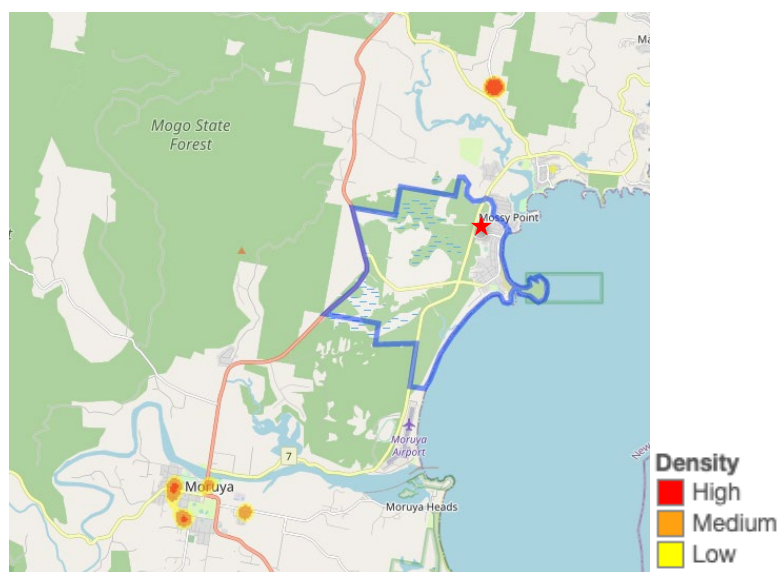 Mogo State
Forest
Mossy Point
7
Moruya
Airport
Moruya
Moruya Heads
Density
High
Medium
Low